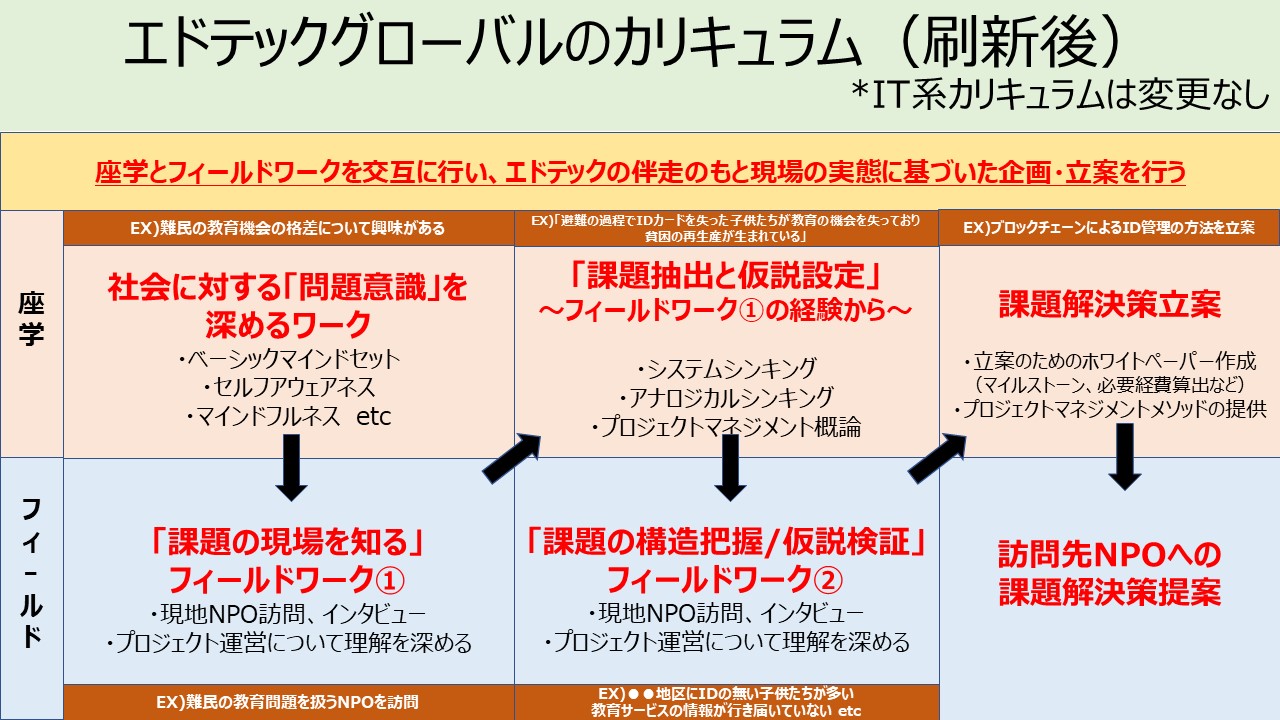 エドテックグローバルのカリキュラム（刷新後）
*IT系カリキュラムは変更なし
座学とフィールドワークを交互に行い、エドテックの伴走のもと現場の実態に基づいた企画・立案を行う
座学
EX)難民の教育機会の格差について興味がある
社会に対する「問題意識」を
深めるワーク
・ベーシックマインドセット
・セルフアウェアネス
・マインドフルネス etc
EX)「避難の過程でIDカードを失った子供たちが教育の機会を失っており
貧困の再生産が生まれている」
「課題抽出と仮説設定」
～フィールドワーク①の経験から～
・システムシンキング
・アナロジカルシンキング
・プロジェクトマネジメント概論
EX)ブロックチェーンによるID管理の方法を立案
課題解決策立案
・立案のためのホワイトペーパー作成
（マイルストーン、必要経費算出など）
・プロジェクトマネジメントメソッドの提供
フィールド
「課題の現場を知る」
フィールドワーク①
・現地NPO訪問、インタビュー
・プロジェクト運営について理解を深める
EX)難民の教育問題を扱うNPOを訪問
「課題の構造把握/仮説検証」
フィールドワーク②
・現地NPO訪問、インタビュー
・プロジェクト運営について理解を深める
EX)●●地区にIDの無い子供たちが多い
教育サービスの情報が行き届いていない etc
訪問先NPOへの
課題解決策提案